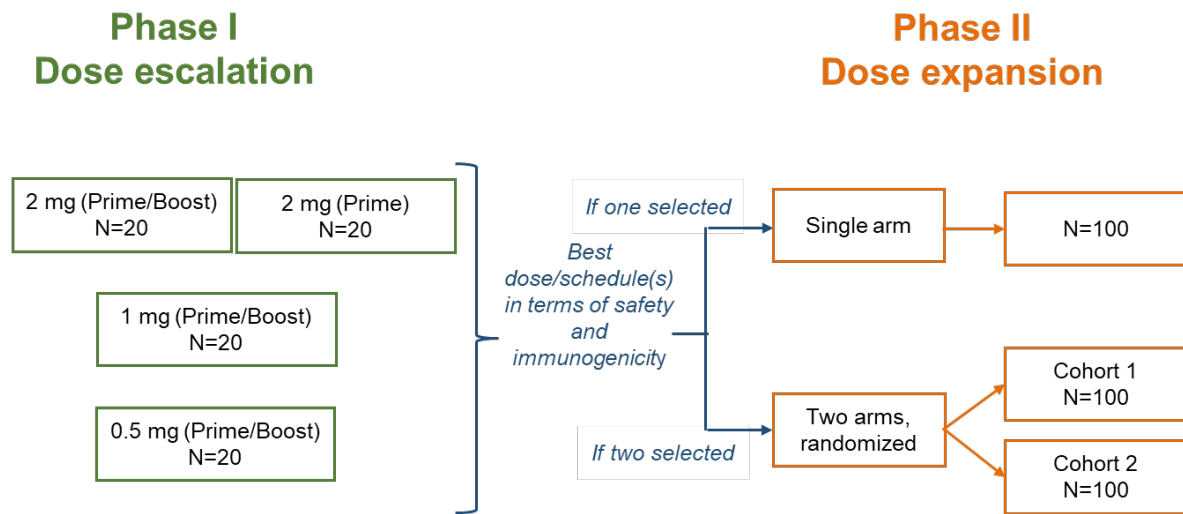 Phase I
Dose escalation
Phase II
Dose expansion
2 mg (Prime/Boost)
N=20
2 mg (Prime)
N=20
1 mg (Prime/Boost)
N=20
0.5 mg (Prime/Boost)
N=20
If one selected
Best
dose/schedule(s)
in terms of safety
and
immunogenicity
If two selected
Single arm
N=100
Two arms,
randomized
Cohort 1
N=100
Cohort 2
N=100